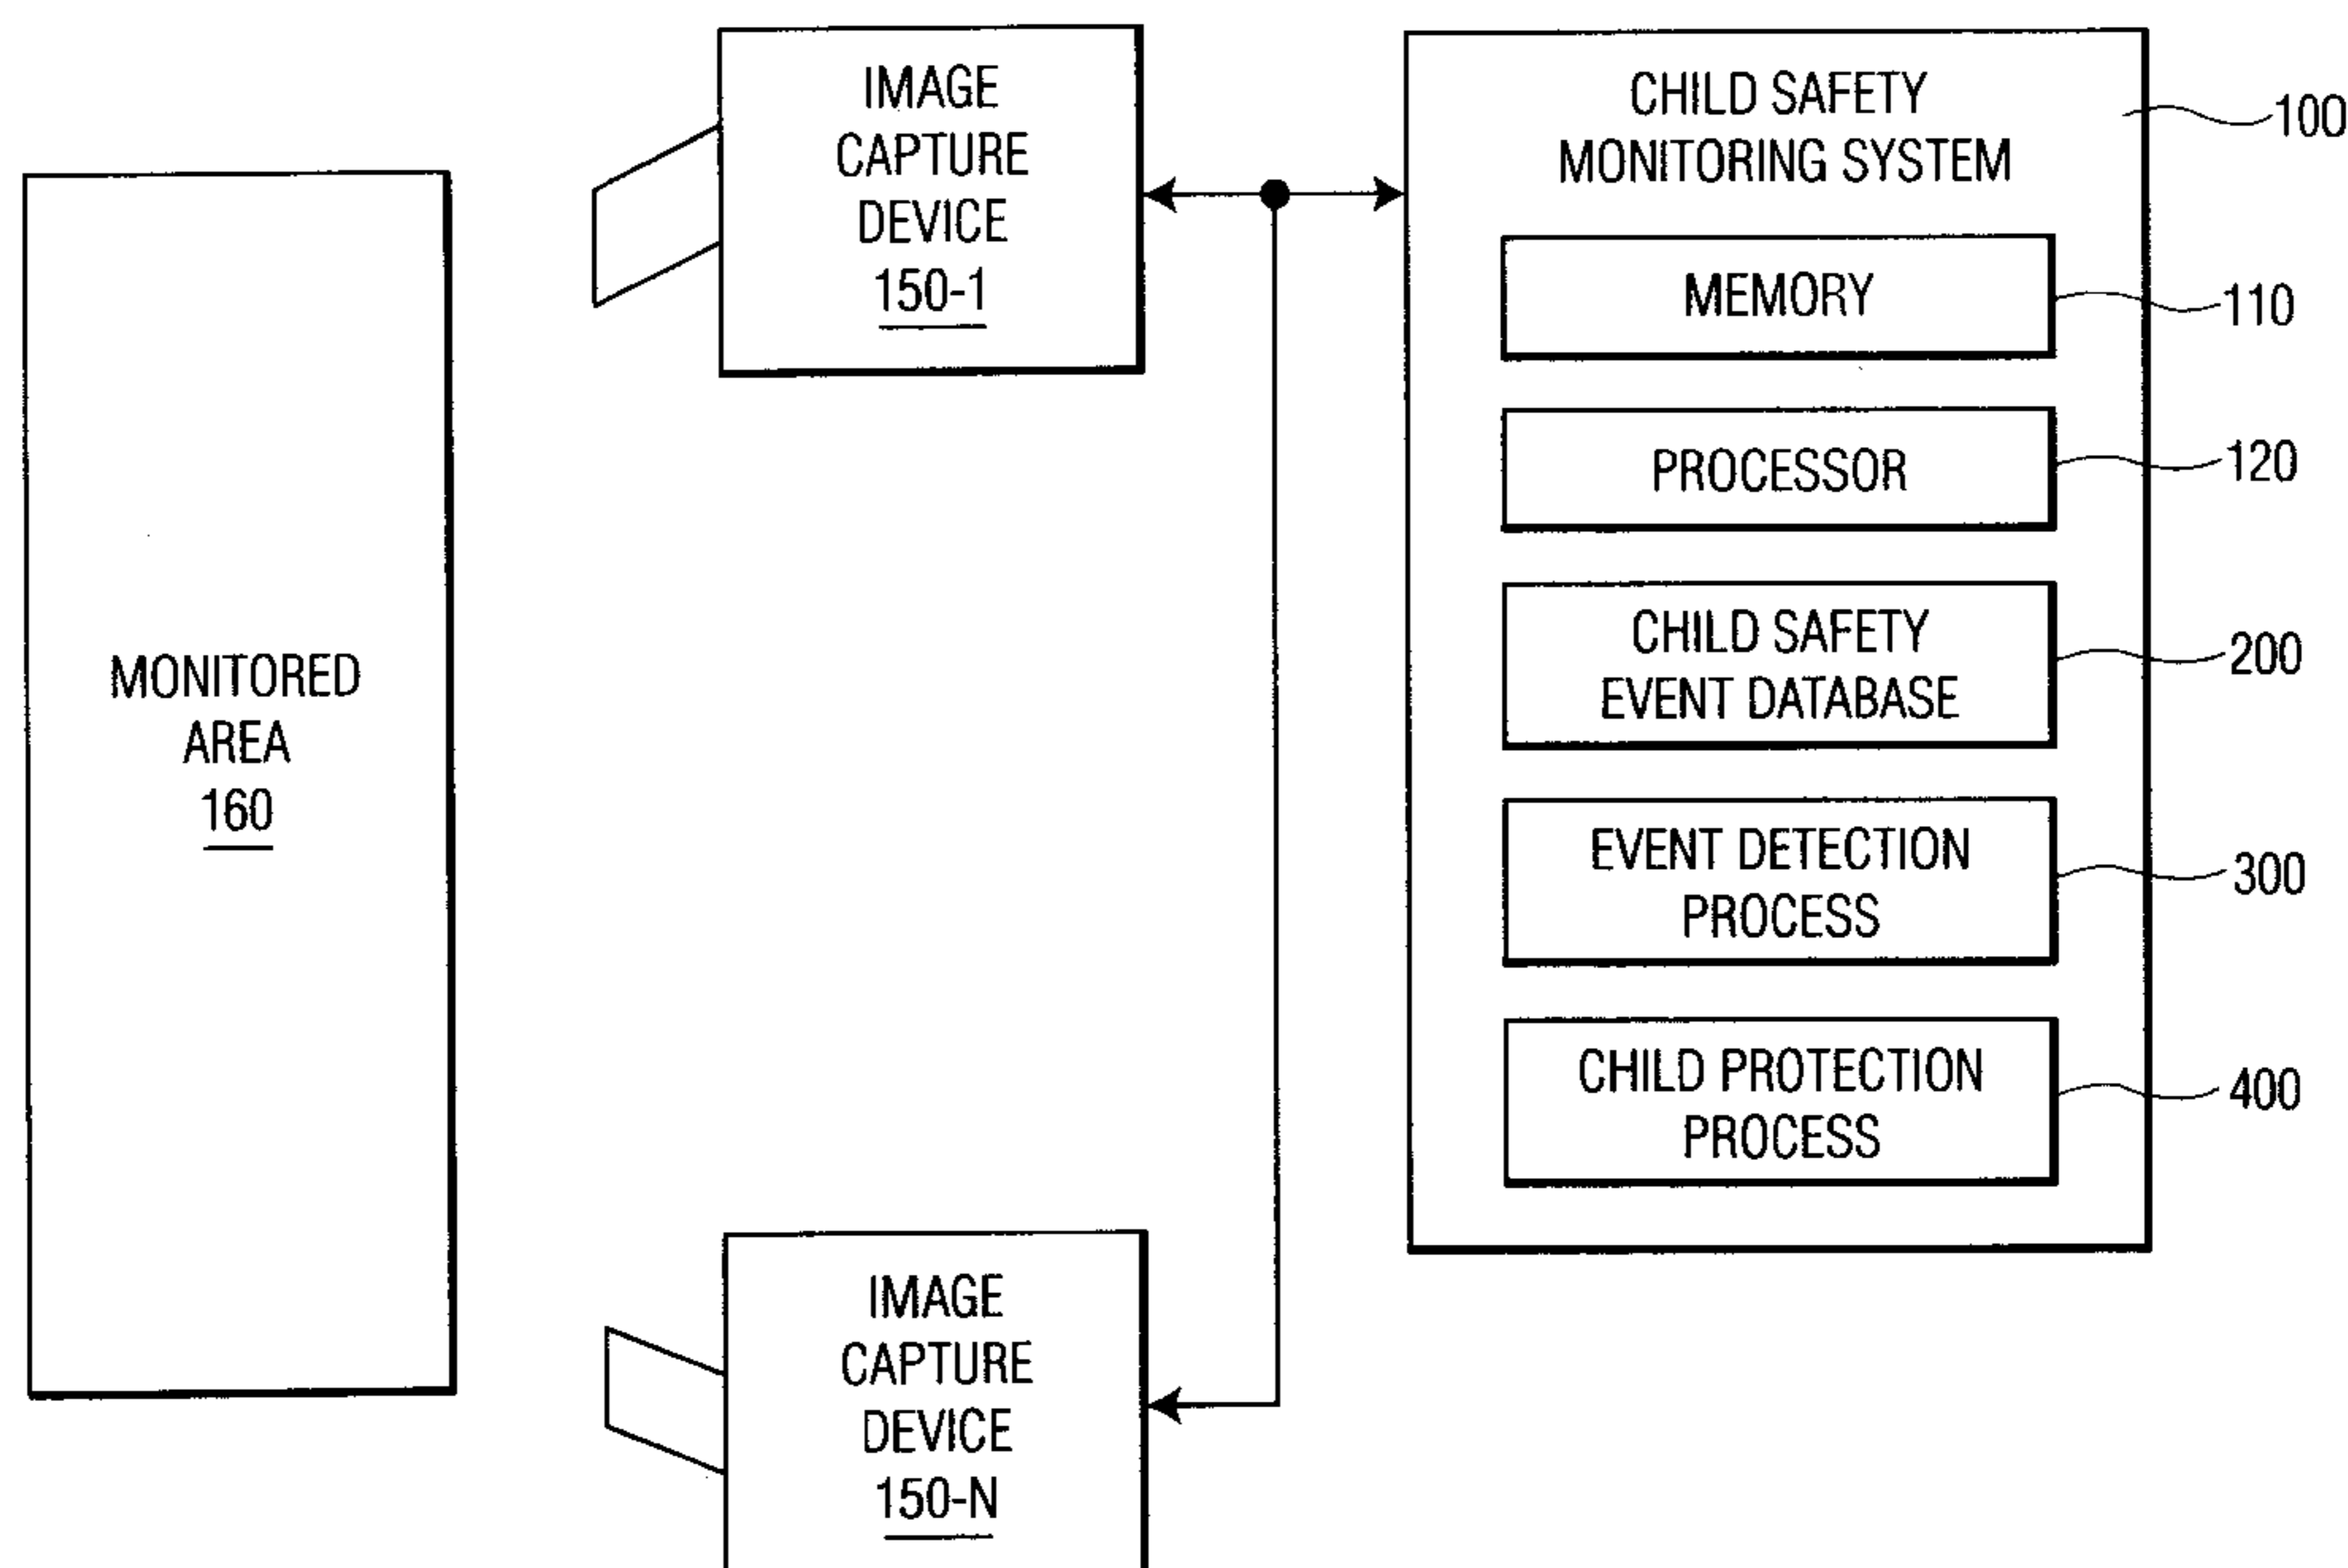 MONITORED
AREA
160
IMAGE
CAPTURE
DEVICE
150-1
IMAGE
CAPTURE
DEVICE
150-N
CHILD SAFETY
MONITORING SYSTEM
100
MEMORY
110
PROCESSOR
120
CHILD SAFETY
EVENT DATABASE
200
EVENT DETECTION
PROCESS
300
CHILD PROTECTION
PROCESS
400